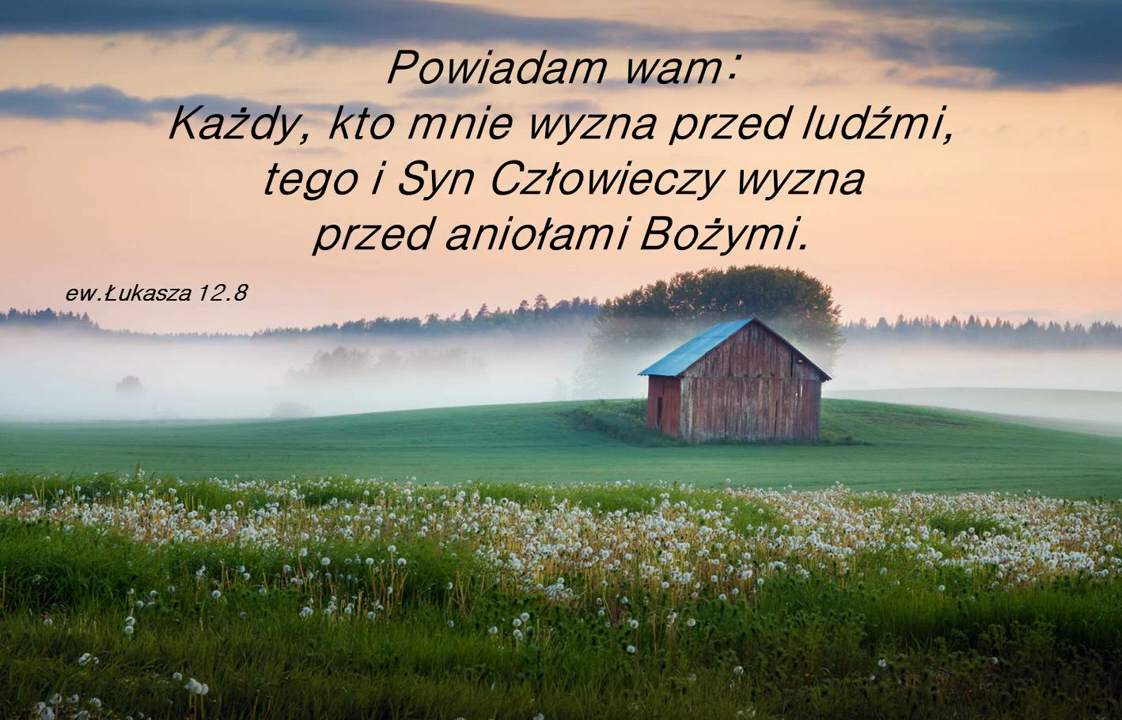 Powiadam wam:
Każdy, kto mnie wyzna przed ludźmi,
tego i Syn Człowieczy wyzna
przed aniołami Bożymi.
ew.Łukasza 12.8